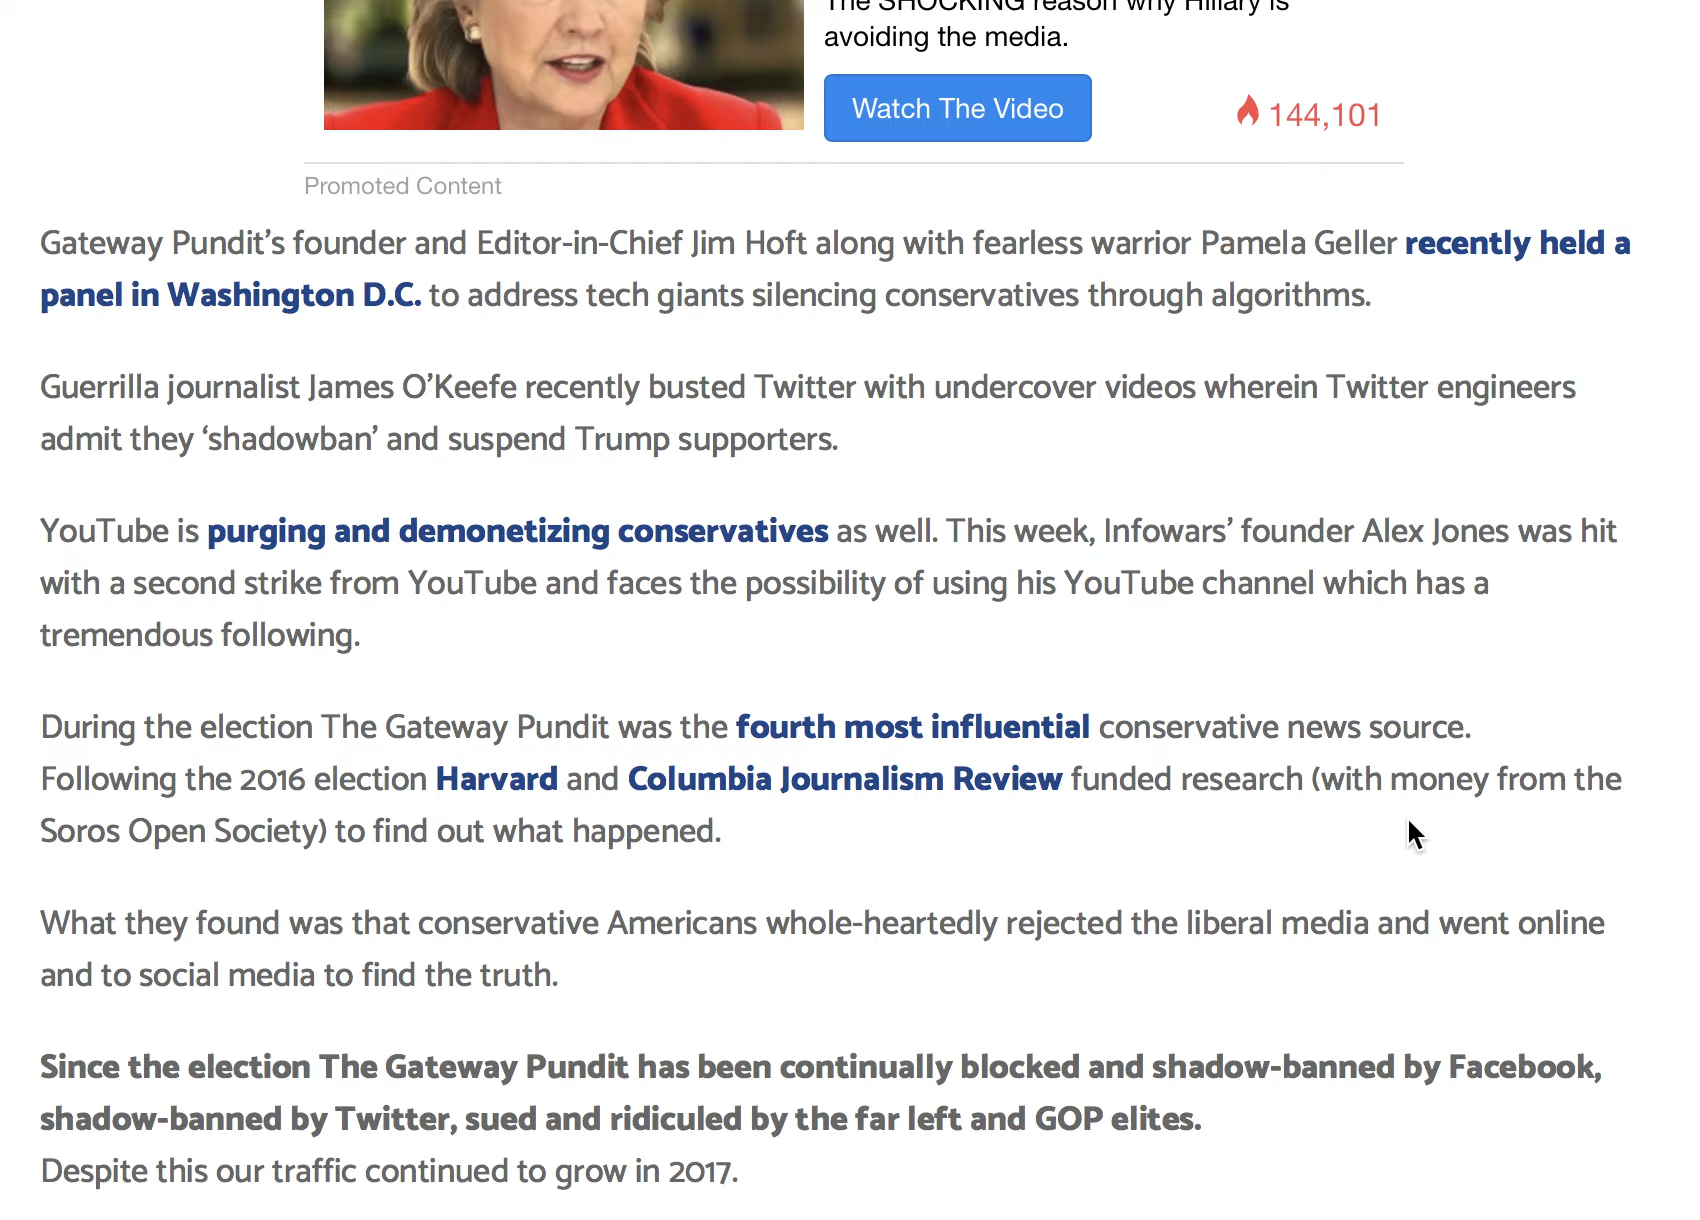 The SHOCKING reason why Hillary is
avoiding the media.
Watch The Video
144,101
Promoted Content
Gateway Pundit’s founder and Editor-in-Chief Jim Hoft along with fearless warrior Pamela Geller recently held a
panel in Washington D.C. to address tech giants silencing conservatives through algorithms.
Guerrilla journalist James O’Keefe recently busted Twitter with undercover videos wherein Twitter engineers
admit they ‘shadowban’ and suspend Trump supporters.
YouTube is purging and demonetizing conservatives as well. This week, Infowars’ founder Alex Jones was hit
with a second strike from YouTube and faces the possibility of using his YouTube channel which has a
tremendous following.
During the election The Gateway Pundit was the fourth most influential conservative news source.
Following the 2016 election Harvard and Columbia Journalism Review funded research (with money from the
Soros Open Society) to find out what happened.
What they found was that conservative Americans whole-heartedly rejected the liberal media and went online
and to social media to find the truth.
Since the election The Gateway Pundit has been continually blocked and shadow-banned by Facebook,
shadow-banned by Twitter, sued and ridiculed by the far left and GOP elites.
Despite this our traffic continued to grow in 2017.